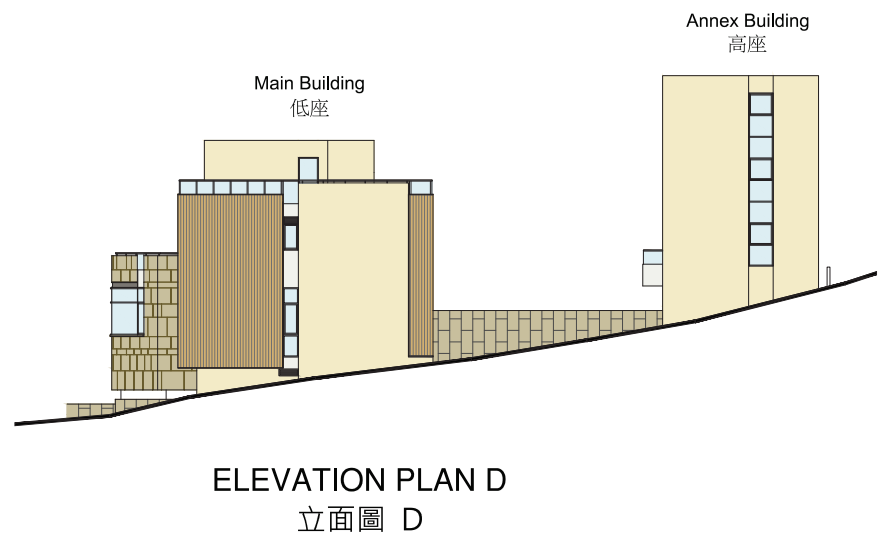 Annex Building
高座
Main Building
低座
ELEVATION PLAN D
立面圖 D